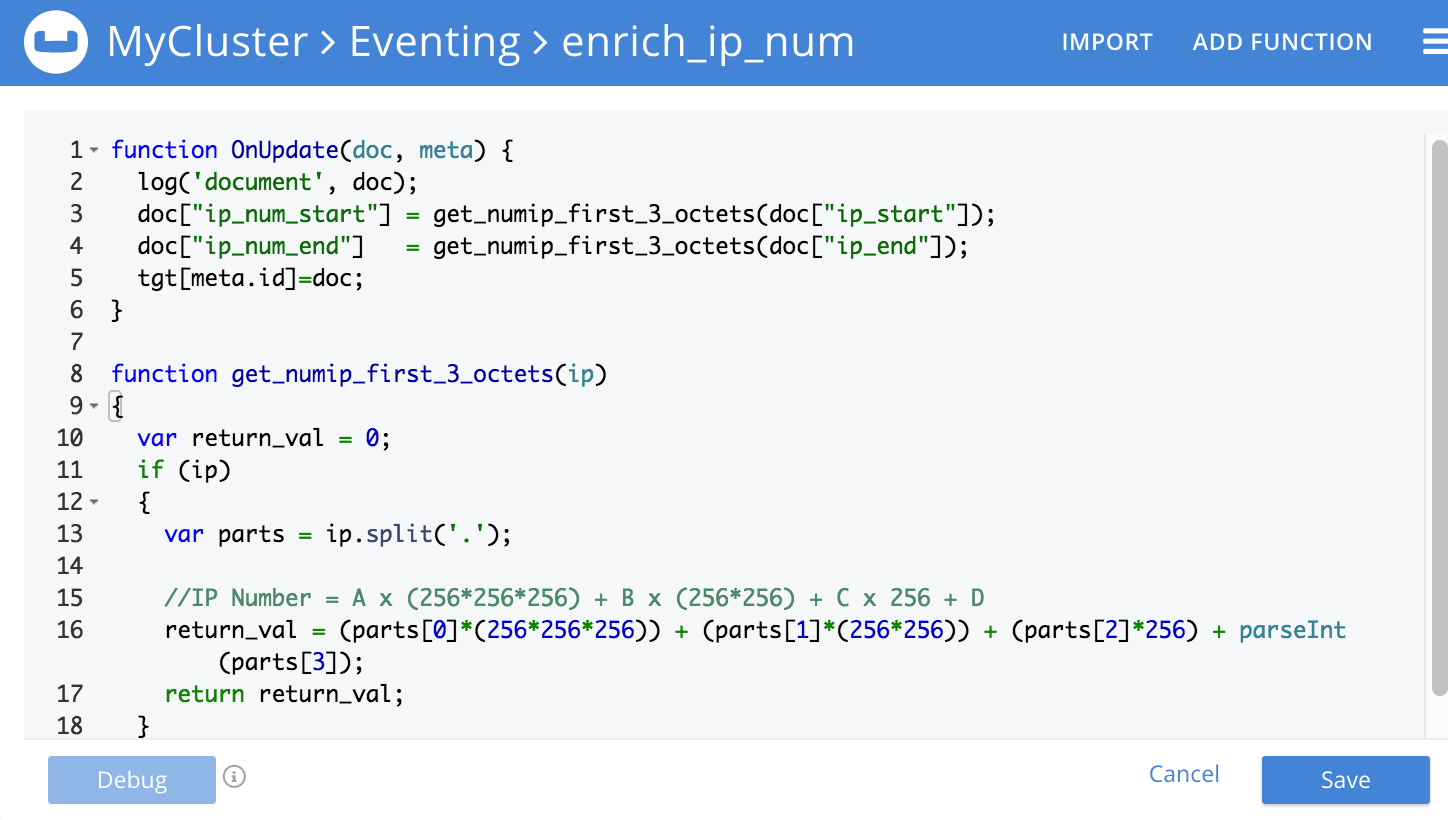 MyCluster > Eventing > enrich_ip_num IMPORT ADD FUNCTION
1 function OnUpdate(doc, meta) {
2   log('document', doc);
3   doc["ip_num_start"] = get_numip_first_3_octets(doc["ip_start"]);
4   doc["ip_num_end"]   = get_numip_first_3_octets(doc["ip_end"]);
5   tgt[meta.id]=doc;
6 }
7
8 function get_numip_first_3_octets(ip)
9 {
10   var return_val = 0;
11   if (ip)
12   {
13     var parts = ip.split('.');
14
15     //IP Number = A x (256*256*256) + B x (256*256) + C x 256 + D
16     return_val = (parts[0]*(256*256*256)) + (parts[1]*(256*256)) + (parts[2]*256) + parseInt
(parts[3]);
17     return return_val;
18   }
Debug Cancel Save